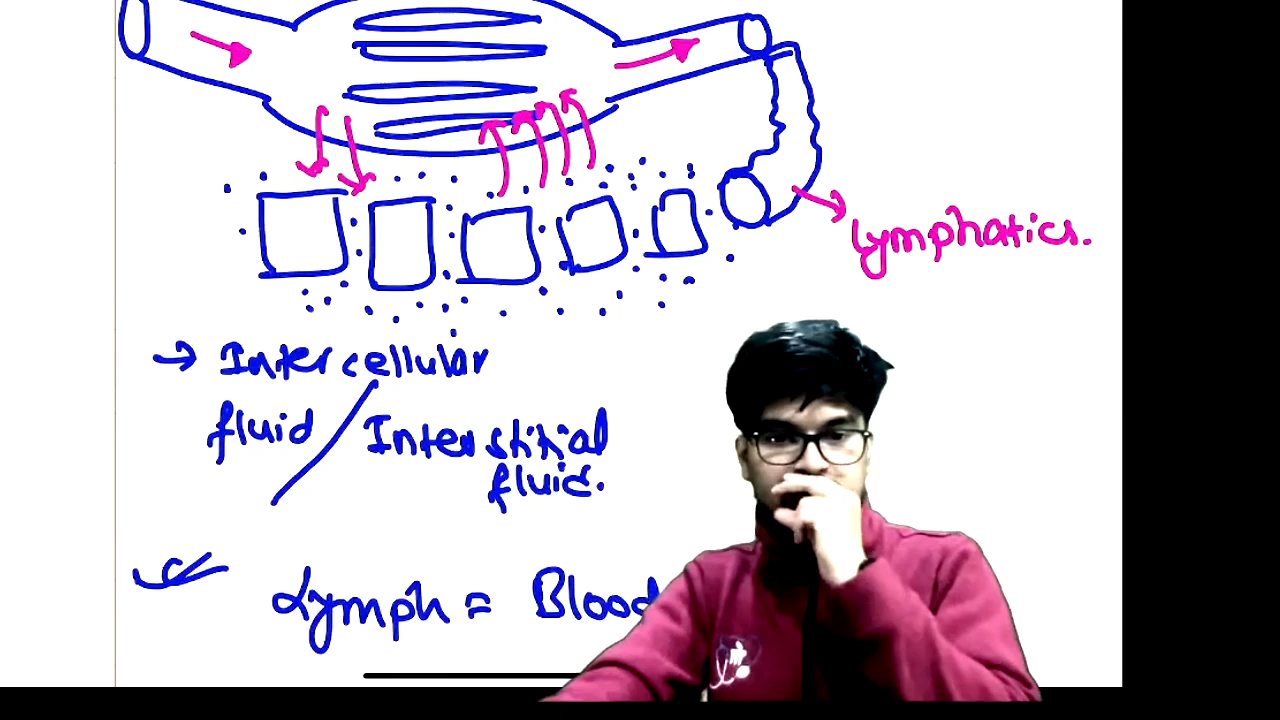 lymphatics.
→ Intercellular
fluid / Interstitial
fluid.
Lymph = Blood